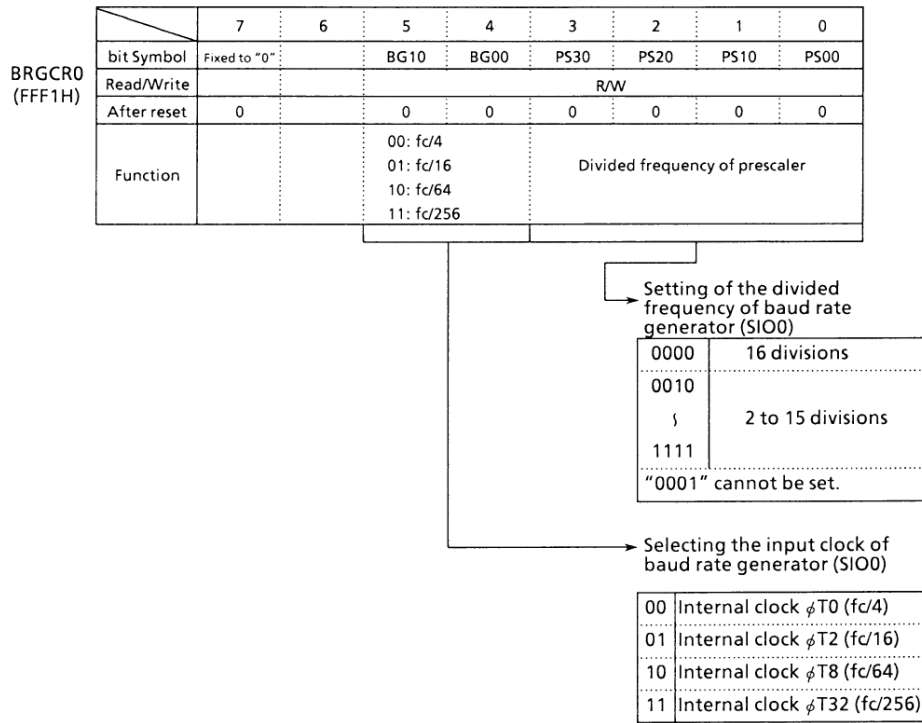 7 6 5 4 3 2 1 0
bit Symbol Fixed to "0" BG10 BG00 PS30 PS20 PS10 PS00
BRGCR0
(FFF1H)
Read/Write R/W
After reset 0 0 0 0 0 0 0
Function
00: fc/4
01: fc/16
10: fc/64
11: fc/256
Divided frequency of prescaler
Setting of the divided
frequency of baud rate
generator (SIO0)
0000 16 divisions
0010
∫
1111
2 to 15 divisions
"0001" cannot be set.
Selecting the input clock of
baud rate generator (SIO0)
00 Internal clock φT0 (fc/4)
01 Internal clock φT2 (fc/16)
10 Internal clock φT8 (fc/64)
11 Internal clock φT32 (fc/256)